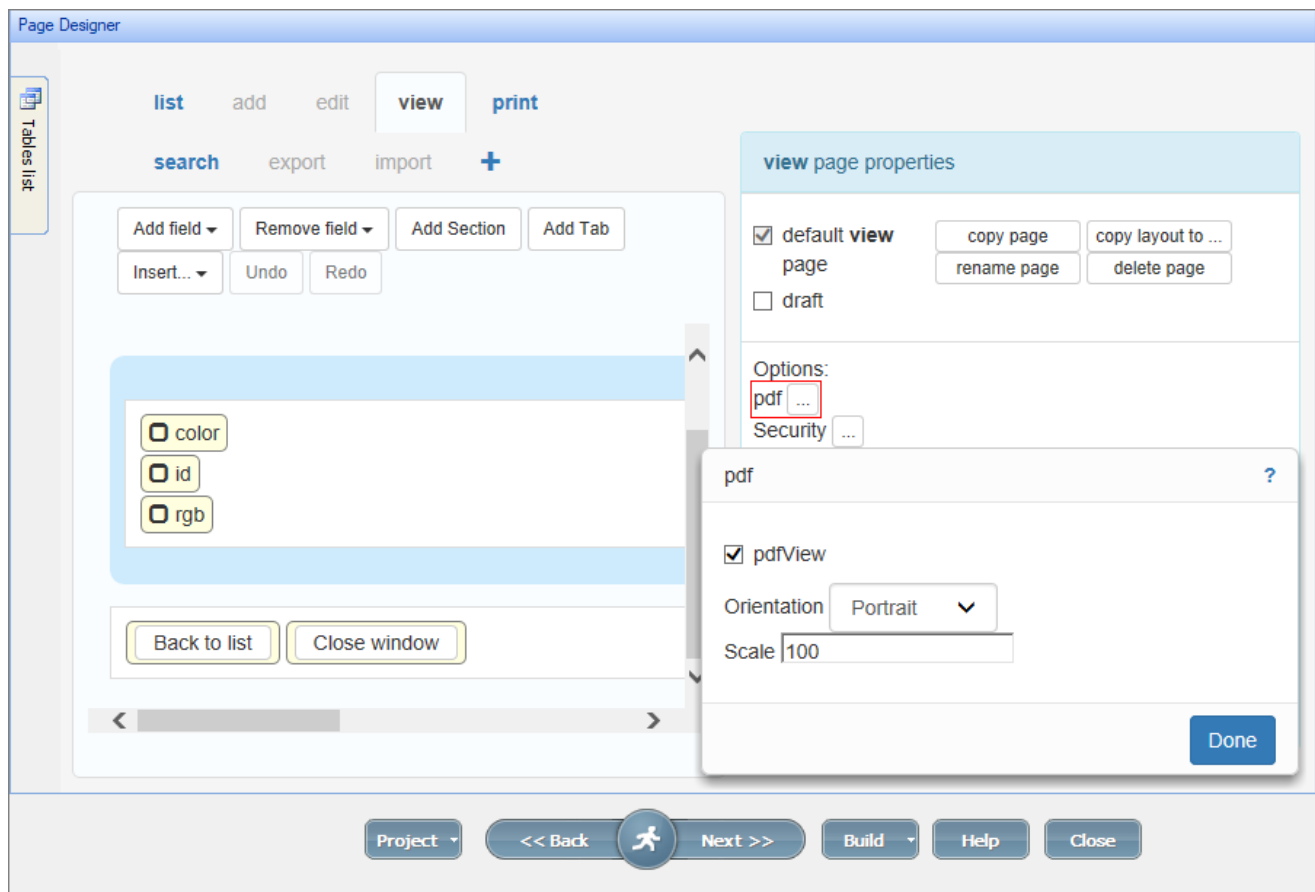 Page Designer
Tables list
list add edit view print
search export import +
view page properties
Add field Remove field Add Section Add Tab
Insert... Undo Redo
default view page
copy page copy layout to ...
rename page delete page
draft
Options:
pdf ...
Security ...
color
id
rgb
Back to list Close window
pdf ?
pdfView
Orientation Portrait
Scale 100
Done
Project << Back Next >> Build Help Close